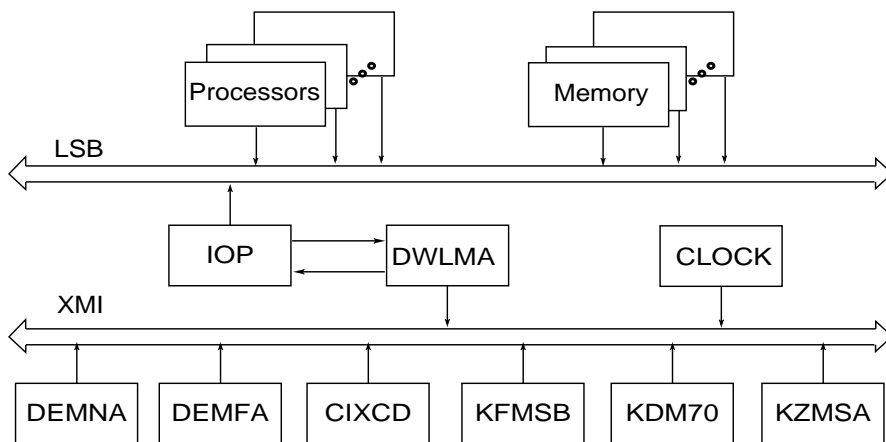 Processors
Memory
LSB
IOP
DWLMA
CLOCK
XMI
DEMNA
DEMFA
CIXCD
KFMSB
KDM70
KZMSA